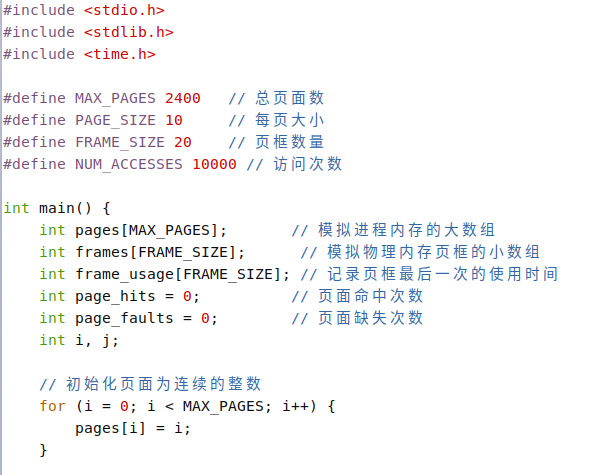 #include <stdio.h>
#include <stdlib.h>
#include <time.h>

#define MAX_PAGES 2400   // 总页面数
#define PAGE_SIZE 10     // 每页大小
#define FRAME_SIZE 20    // 页框数量
#define NUM_ACCESSES 10000 // 访问次数

int main() {
    int pages[MAX_PAGES];       // 模拟进程内存的大数组
    int frames[FRAME_SIZE];      // 模拟物理内存页框的小数组
    int frame_usage[FRAME_SIZE]; // 记录页框最后一次的使用时间
    int page_hits = 0;          // 页面命中次数
    int page_faults = 0;        // 页面缺失次数
    int i, j;

    // 初始化页面为连续的整数
    for (i = 0; i < MAX_PAGES; i++) {
        pages[i] = i;
    }